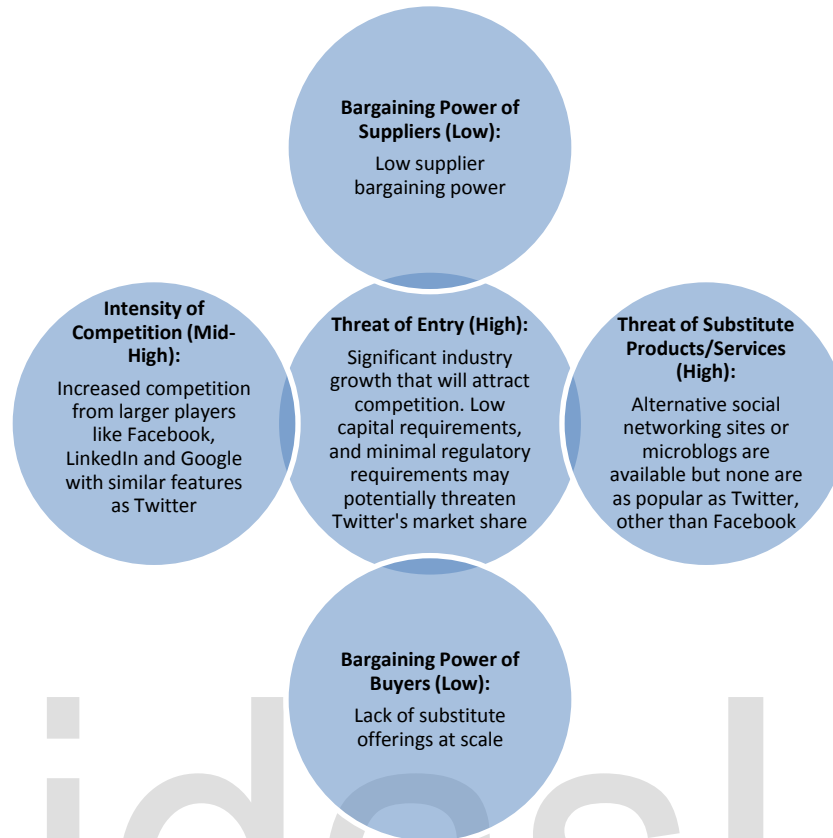 Bargaining Power of
Suppliers (Low):
Low supplier
bargaining power
Intensity of
Competition (Mid-
High):
Increased competition
from larger players
like Facebook,
LinkedIn and Google
with similar features
as Twitter
Threat of Entry (High):
Significant industry
growth that will attract
competition. Low
capital requirements,
and minimal regulatory
requirements may
potentially threaten
Twitter's market share
Threat of Substitute
Products/Services
(High):
Alternative social
networking sites or
microblogs are
available but none are
as popular as Twitter,
other than Facebook
Bargaining Power of
Buyers (Low):
Lack of substitute
offerings at scale